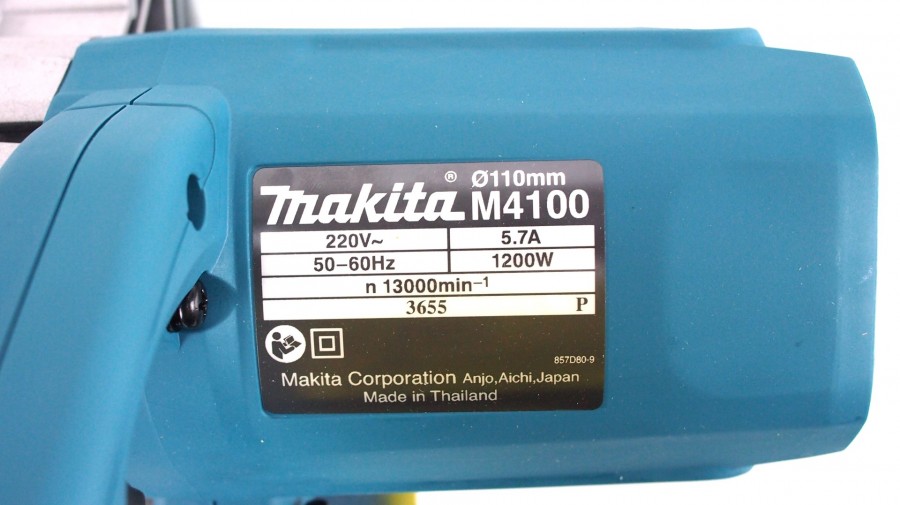 makita® Ø110mm
M4100
220V~ 5.7A
50–60Hz 1200W
n 13000min⁻¹
3655 P
857D80-9
Makita Corporation Anjo,Aichi,Japan
Made in Thailand